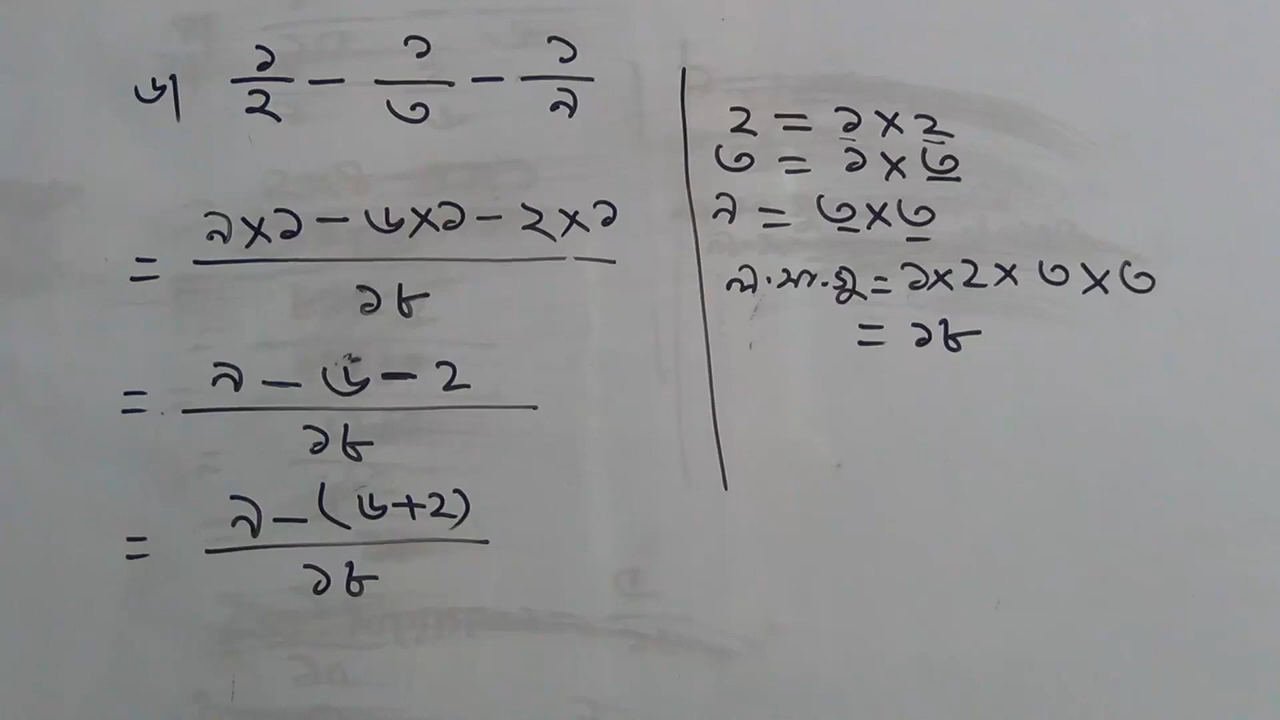 ৬| ১/২ - ১/৩ - ১/৯
= (৯×১ - ৬×১ - ২×১)/১৮
= (৯ - ৬ - ২)/১৮
= (৯ - (৬+২))/১৮
২ = ১×২
৩ = ১×৩
৯ = ৩×৩
ল.সা.গু = ১×২×৩×৩
= ১৮